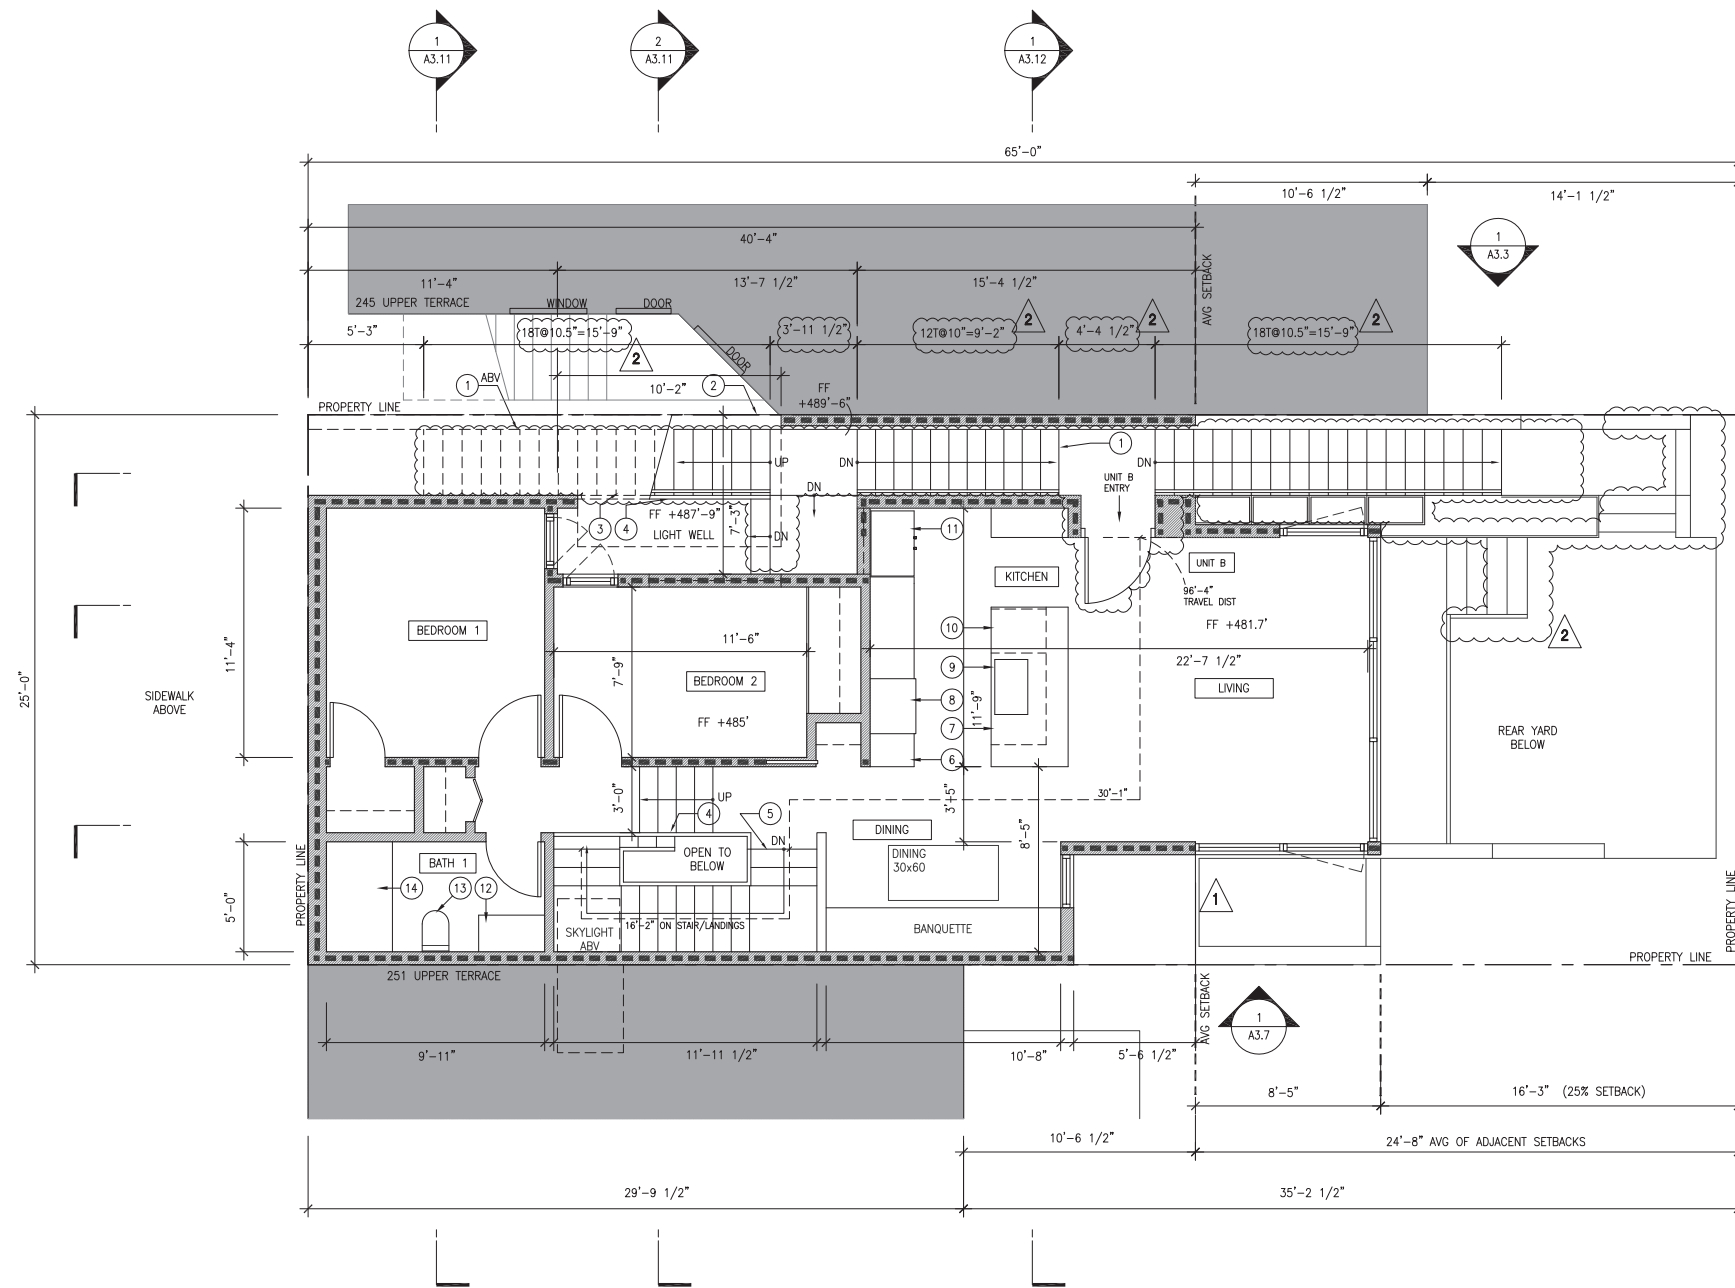 1
A3.11
2
A3.11
1
A3.12
65'-0"
10'-6 1/2"
14'-1 1/2"
40'-4"
1
A3.3
11'-4"
13'-7 1/2"
15'-4 1/2"
AVG SETBACK
245 UPPER TERRACE
WINDOW
DOOR
5'-3"
18T@10.5"=15'-9"
2
3'-11 1/2"
12T@10"=9'-2"
2
4'-4 1/2"
2
18T@10.5"=15'-9"
2
DOOR
1
ABV
10'-2"
2
FF
+489'-6"
PROPERTY LINE
UP
DN
1
DN
UNIT B
ENTRY
DN
3
4
FF +487'-9"
LIGHT WELL
7'-3"
DN
11
KITCHEN
UNIT B
96'-4"
TRAVEL DIST
FF +481.7'
BEDROOM 1
11'-6"
10
22'-7 1/2"
2
11'-4"
25'-0"
SIDEWALK
ABOVE
7'-9"
BEDROOM 2
9
LIVING
8
11'-9"
FF +485'
7
REAR YARD
BELOW
6
3'-0"
UP
4
5
DN
30'-1"
3'-5"
DINING
8'-5"
OPEN TO
BELOW
DINING
30x60
BATH 1
14
13
12
5'-0"
PROPERTY LINE
1
PROPERTY LINE
16'-2" ON STAIR/LANDINGS
SKYLIGHT
ABV
BANQUETTE
PROPERTY LINE
251 UPPER TERRACE
AVG SETBACK
1
A3.7
9'-11"
11'-11 1/2"
10'-8"
5'-6 1/2"
8'-5"
16'-3" (25% SETBACK)
10'-6 1/2"
24'-8" AVG OF ADJACENT SETBACKS
29'-9 1/2"
35'-2 1/2"